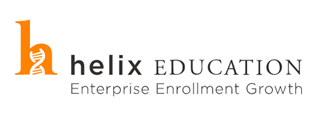 helix EDUCATION
Enterprise Enrollment Growth